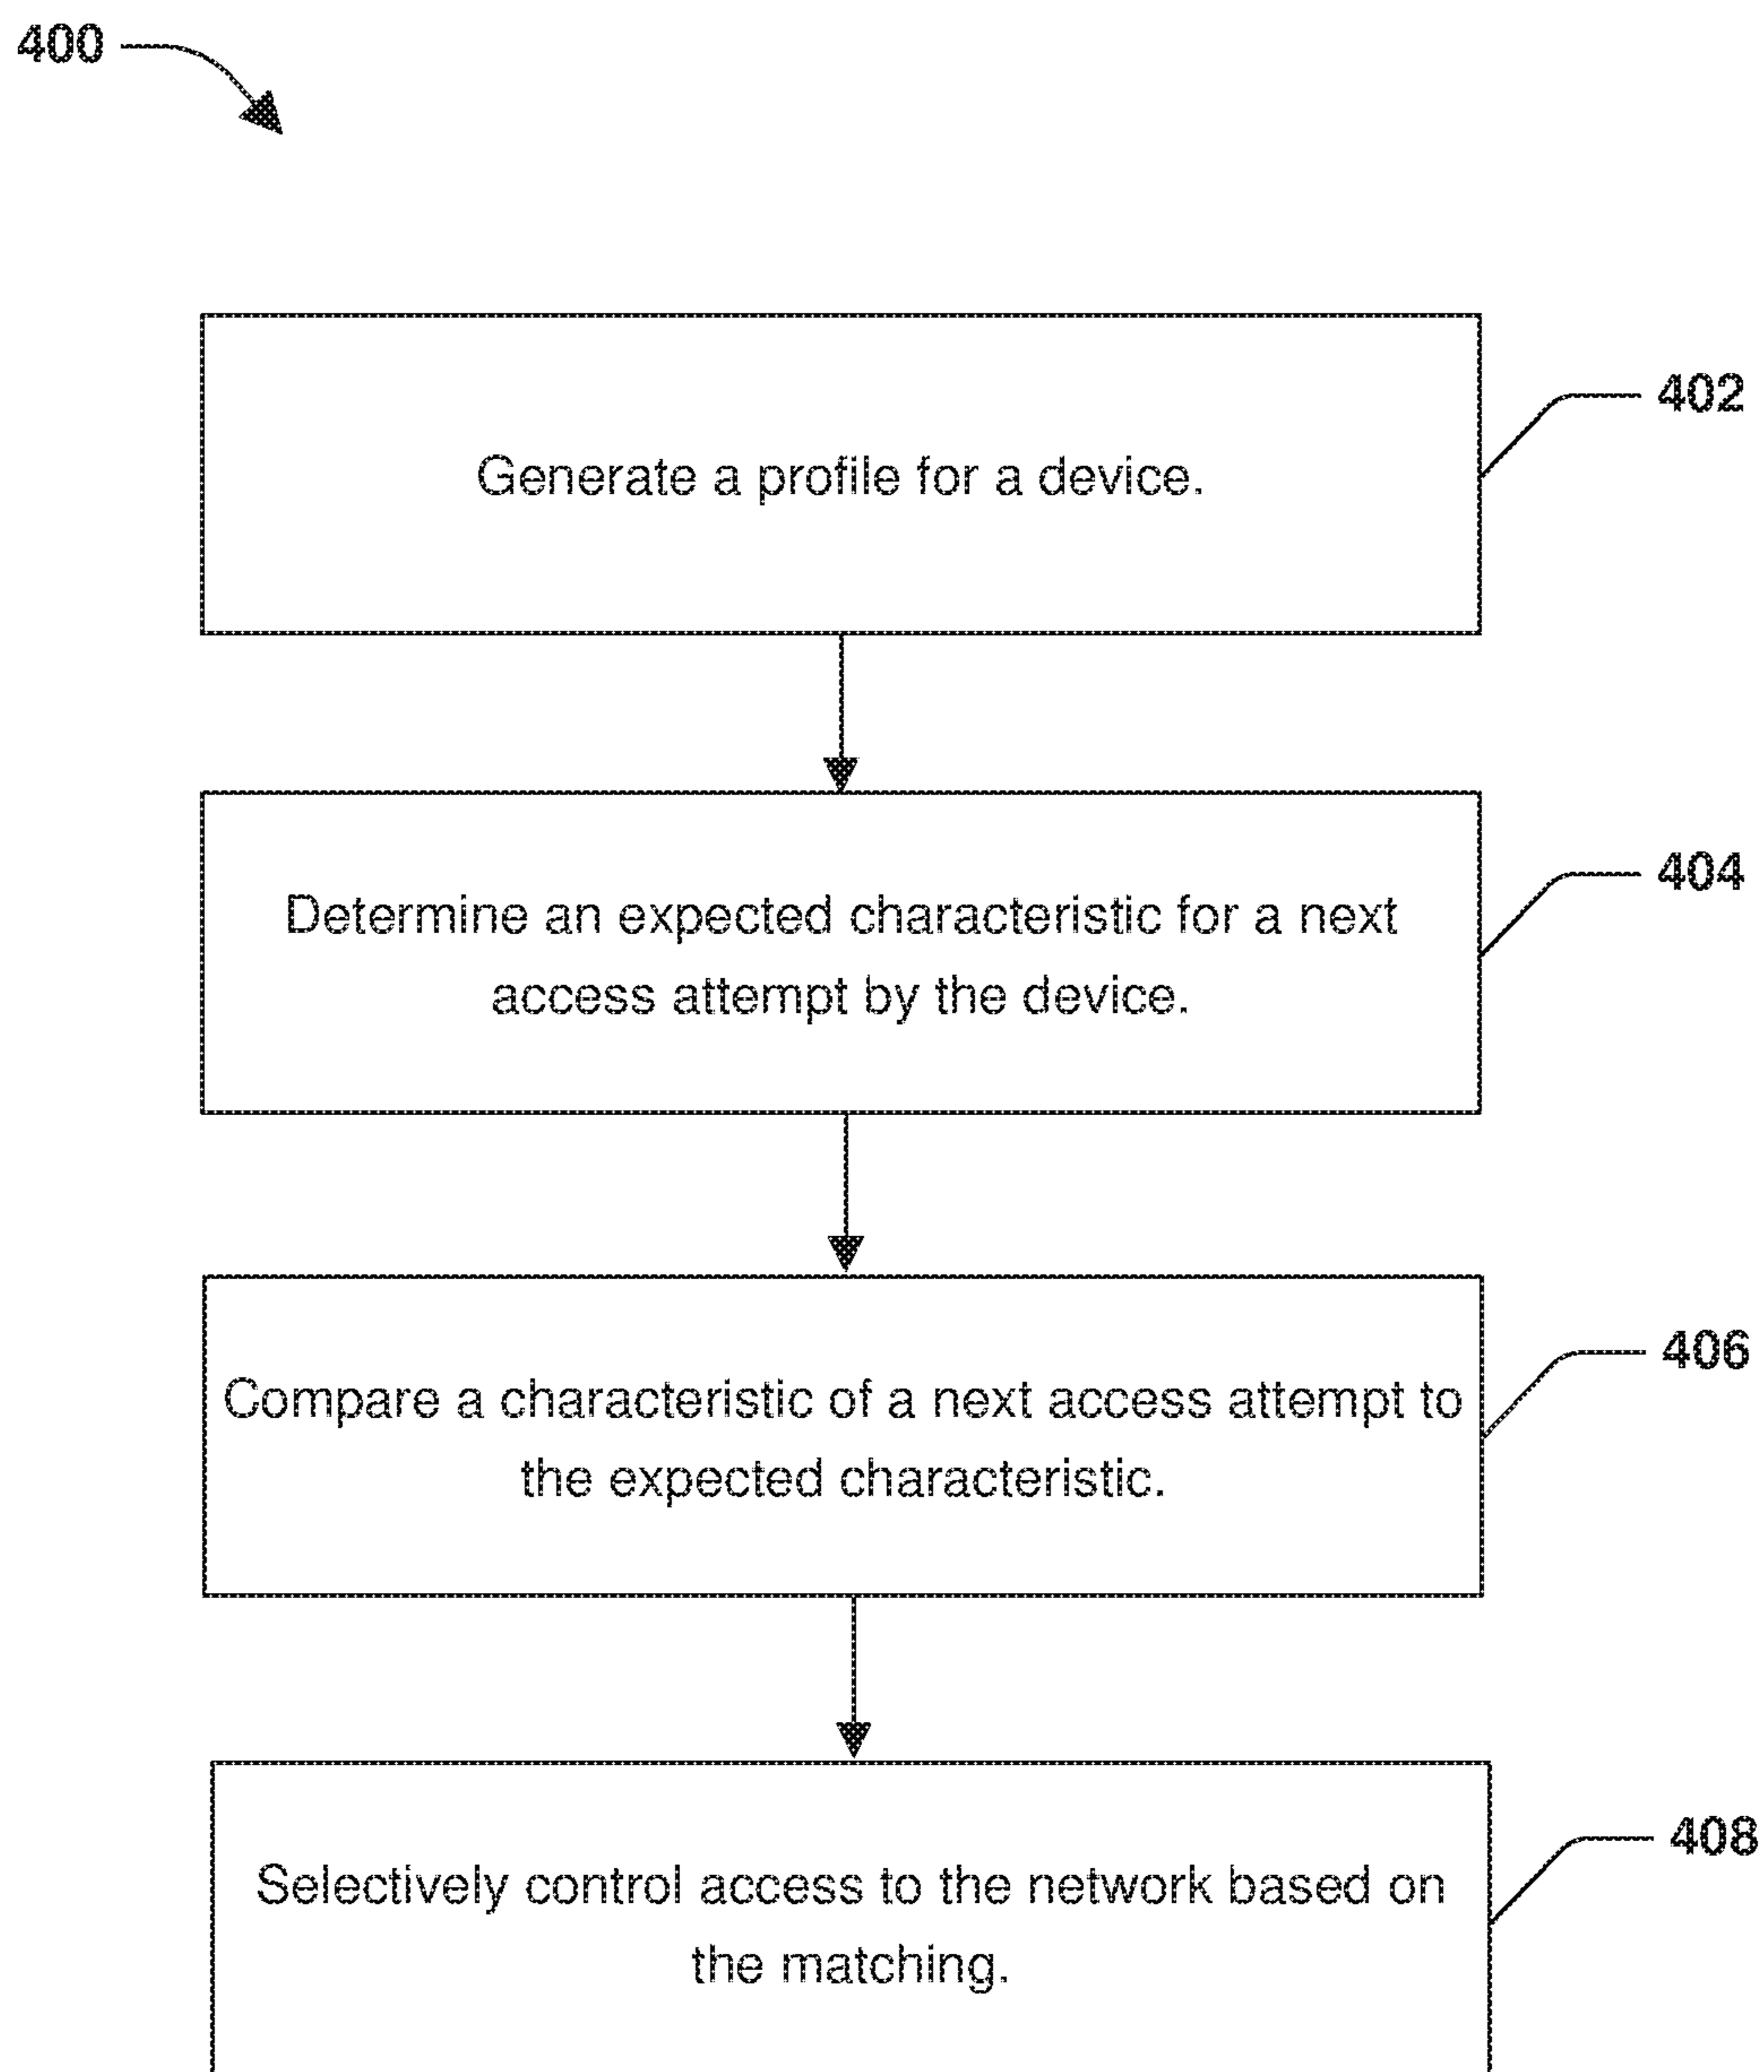 400
Generate a profile for a device.
402
Determine an expected characteristic for a next
access attempt by the device.
404
Compare a characteristic of a next access attempt to
the expected characteristic.
406
Selectively control access to the network based on
the matching.
408